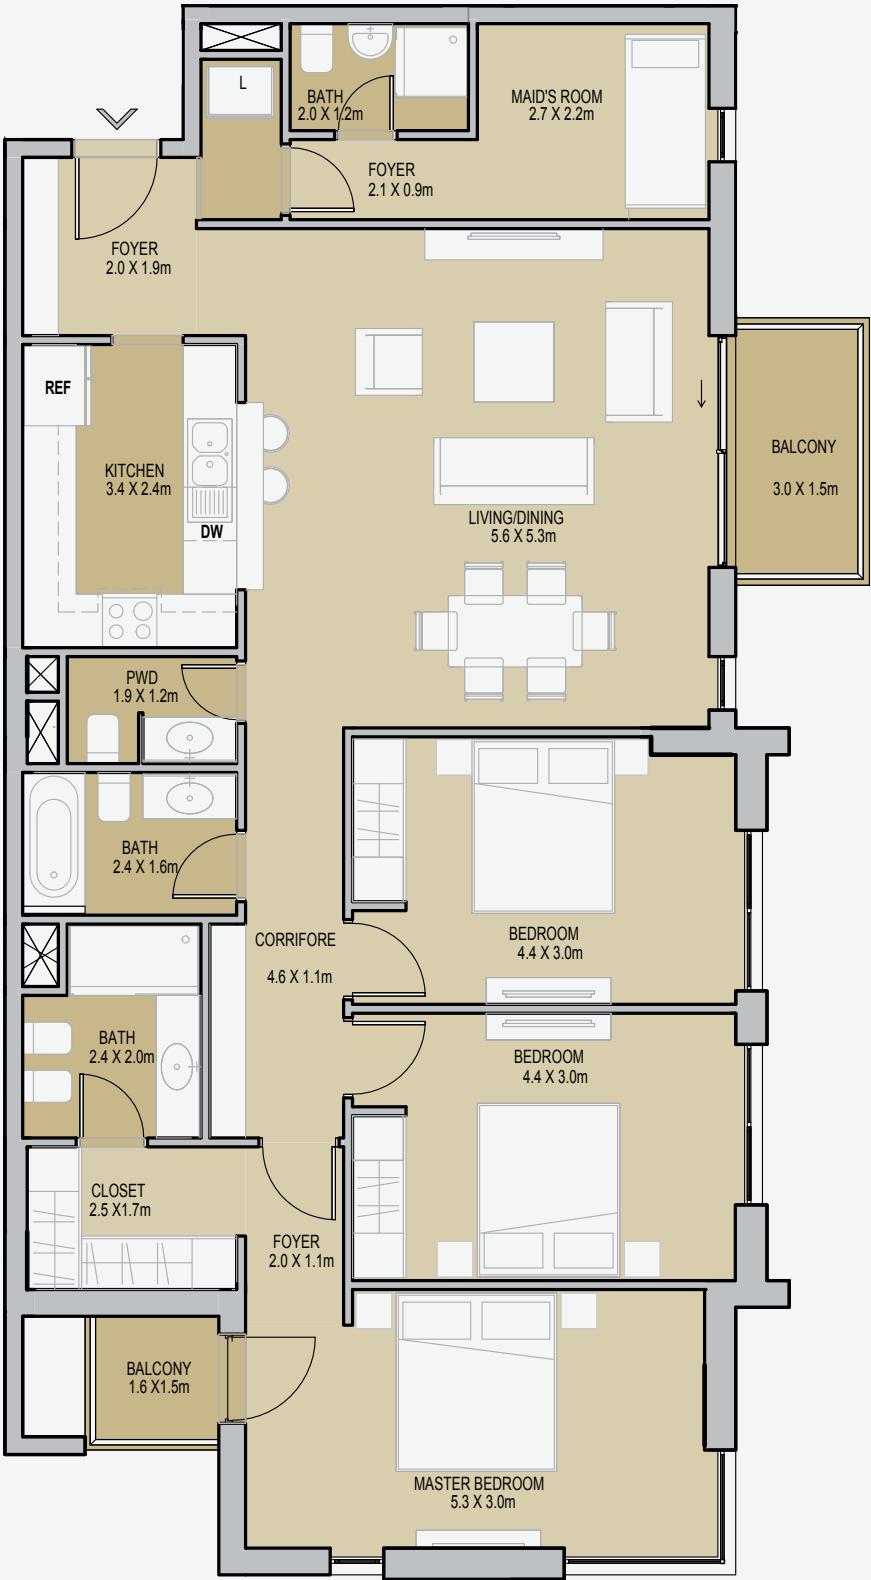 L
BATH
2.0 X 1.2m
MAID'S ROOM
2.7 X 2.2m
FOYER
2.1 X 0.9m
FOYER
2.0 X 1.9m
REF
KITCHEN
3.4 X 2.4m
DW
BALCONY
3.0 X 1.5m
LIVING/DINING
5.6 X 5.3m
PWD
1.9 X 1.2m
BATH
2.4 X 1.6m
CORRIFORE
4.6 X 1.1m
BEDROOM
4.4 X 3.0m
BATH
2.4 X 2.0m
BEDROOM
4.4 X 3.0m
CLOSET
2.5 X1.7m
FOYER
2.0 X 1.1m
BALCONY
1.6 X1.5m
MASTER BEDROOM
5.3 X 3.0m